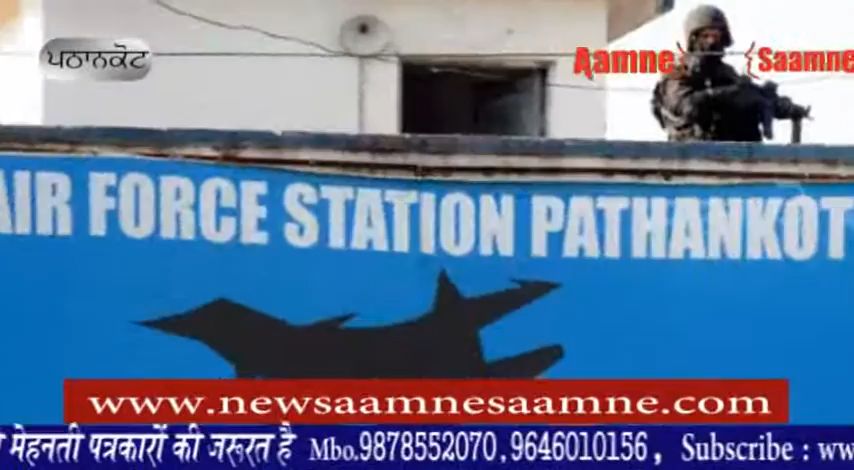 ਪਠਾਨਕੋਟ
Aamne Saamne
AIR FORCE STATION PATHANKOT
www.newsaamnesaamne.com
मेहनती पत्रकारों की जरूरत है Mbo.9878552070,9646010156, Subscribe : ww